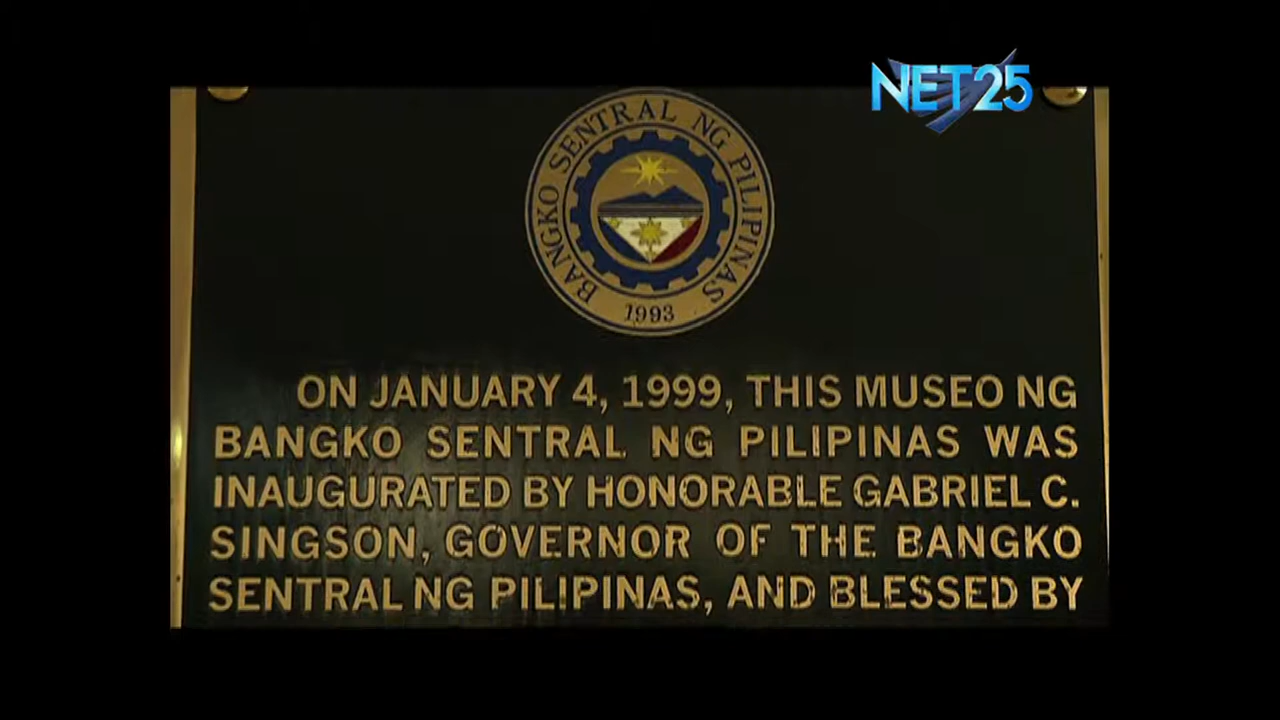 NET25
BANGKO SENTRAL NG PILIPINAS
1993
ON JANUARY 4, 1999, THIS MUSEO NG
BANGKO SENTRAL NG PILIPINAS WAS
INAUGURATED BY HONORABLE GABRIEL C.
SINGSON, GOVERNOR OF THE BANGKO
SENTRAL NG PILIPINAS, AND BLESSED BY